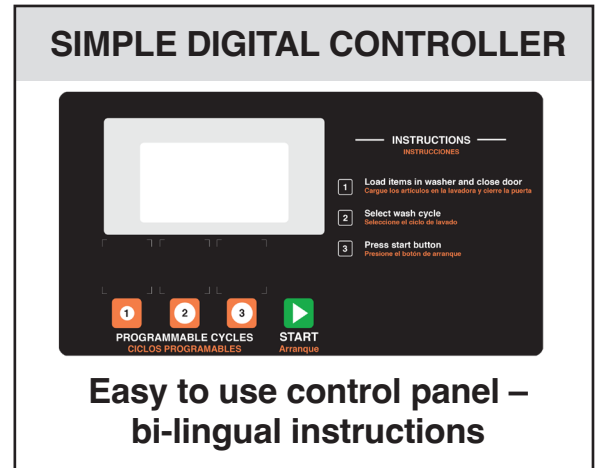 SIMPLE DIGITAL CONTROLLER
INSTRUCTIONS
INSTRUCCIONES
1 Load items in washer and close door
Cargue los artículos en la lavadora y cierre la puerta
2 Select wash cycle
Seleccione el ciclo de lavado
3 Press start button
Presione el botón de arranque
1 2 3
PROGRAMMABLE CYCLES START
CICLOS PROGRAMABLES Arranque
Easy to use control panel –
bi-lingual instructions